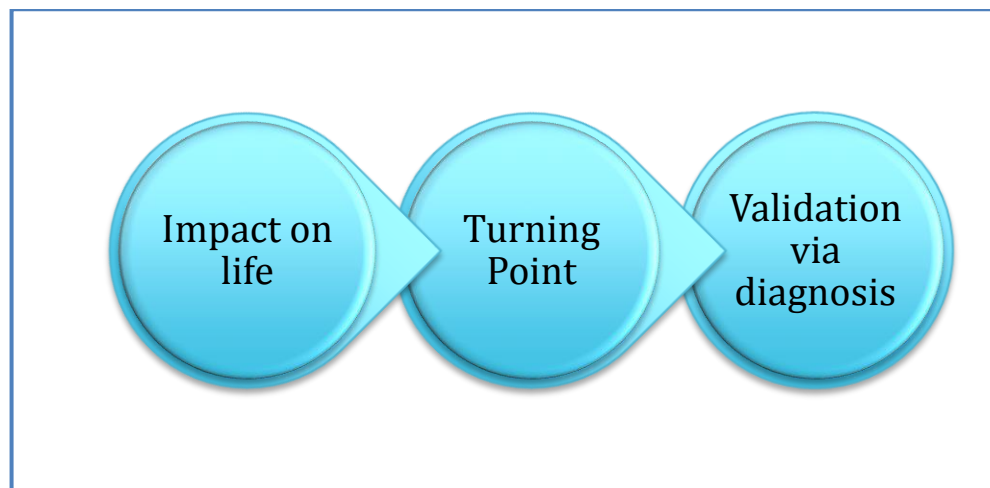 Impact on
life
Turning
Point
Validation
via
diagnosis